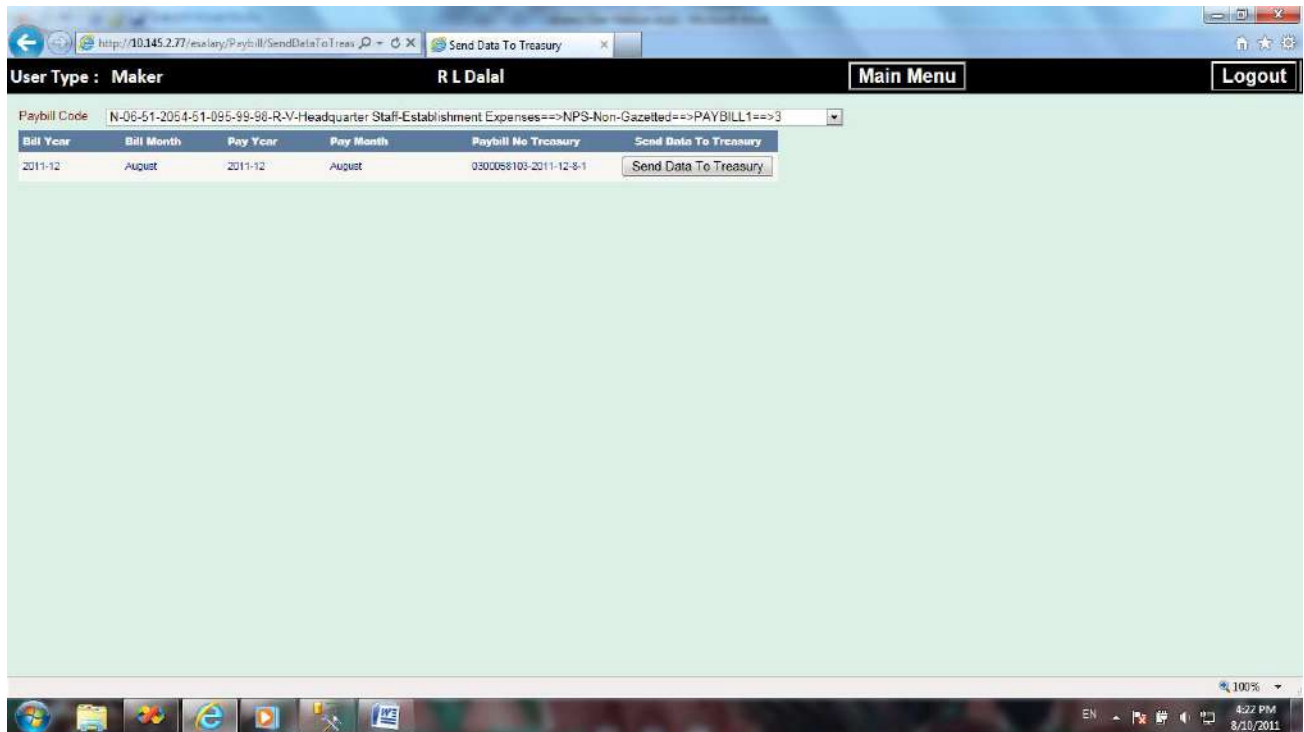 http://10.145.2.77/esalary/Paybill/SendDataToTreas
Send Data To Treasury
User Type : Maker
R L Dalal
Main Menu
Logout
Paybill Code
N-06-51-2054-51-095-99-98-R-V-Headquarter Staff-Establishment Expenses==>NPS-Non-Gazetted==>PAYBILL1==>3
Bill Year Bill Month Pay Year Pay Month Paybill No Treasury Send Data To Treasury
2011-12 August 2011-12 August 0300058103-2011-12-8-1 Send Data To Treasury
100%
EN
4:22 PM
8/10/2011